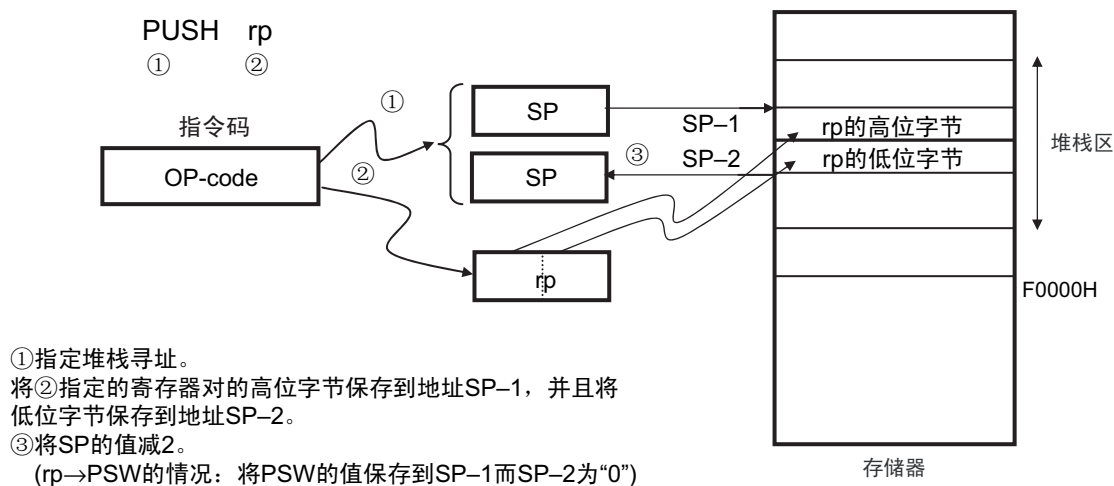 PUSH rp
① ②
指令码
OP-code
①
②
SP
SP
③
rp
SP–1
SP–2
rp的高位字节
rp的低位字节
堆栈区
F0000H
存储器
①指定堆栈寻址。
将②指定的寄存器对的高位字节保存到地址SP–1，并且将
低位字节保存到地址SP–2。
③将SP的值减2。
(rp→PSW的情况：将PSW的值保存到SP–1而SP–2为“0”)